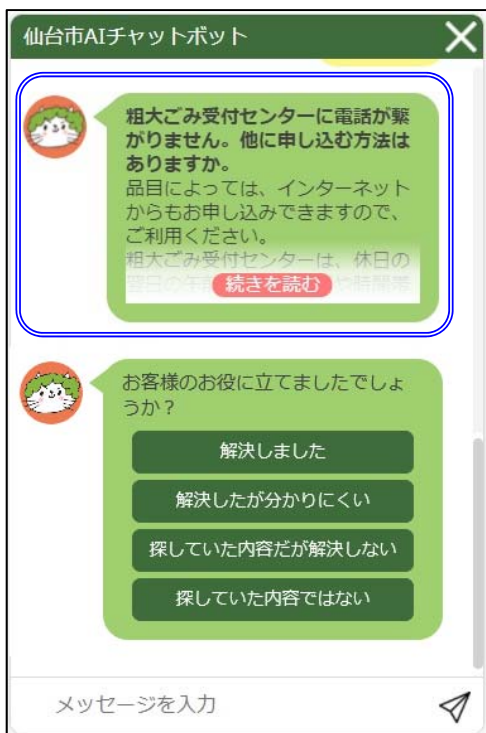 仙台市AIチャットボット
粗大ごみ受付センターに電話が繋
がりません。他に申し込む方法は
ありますか。
品目によっては、インターネット
からもお申し込みできますので、
ご利用ください。
粗大ごみ受付センターは、休日の
続きを読む
お客様のお役に立てましたでしょ
うか？
解決しました
解決したが分かりにくい
探していた内容だが解決しない
探していた内容ではない
メッセージを入力